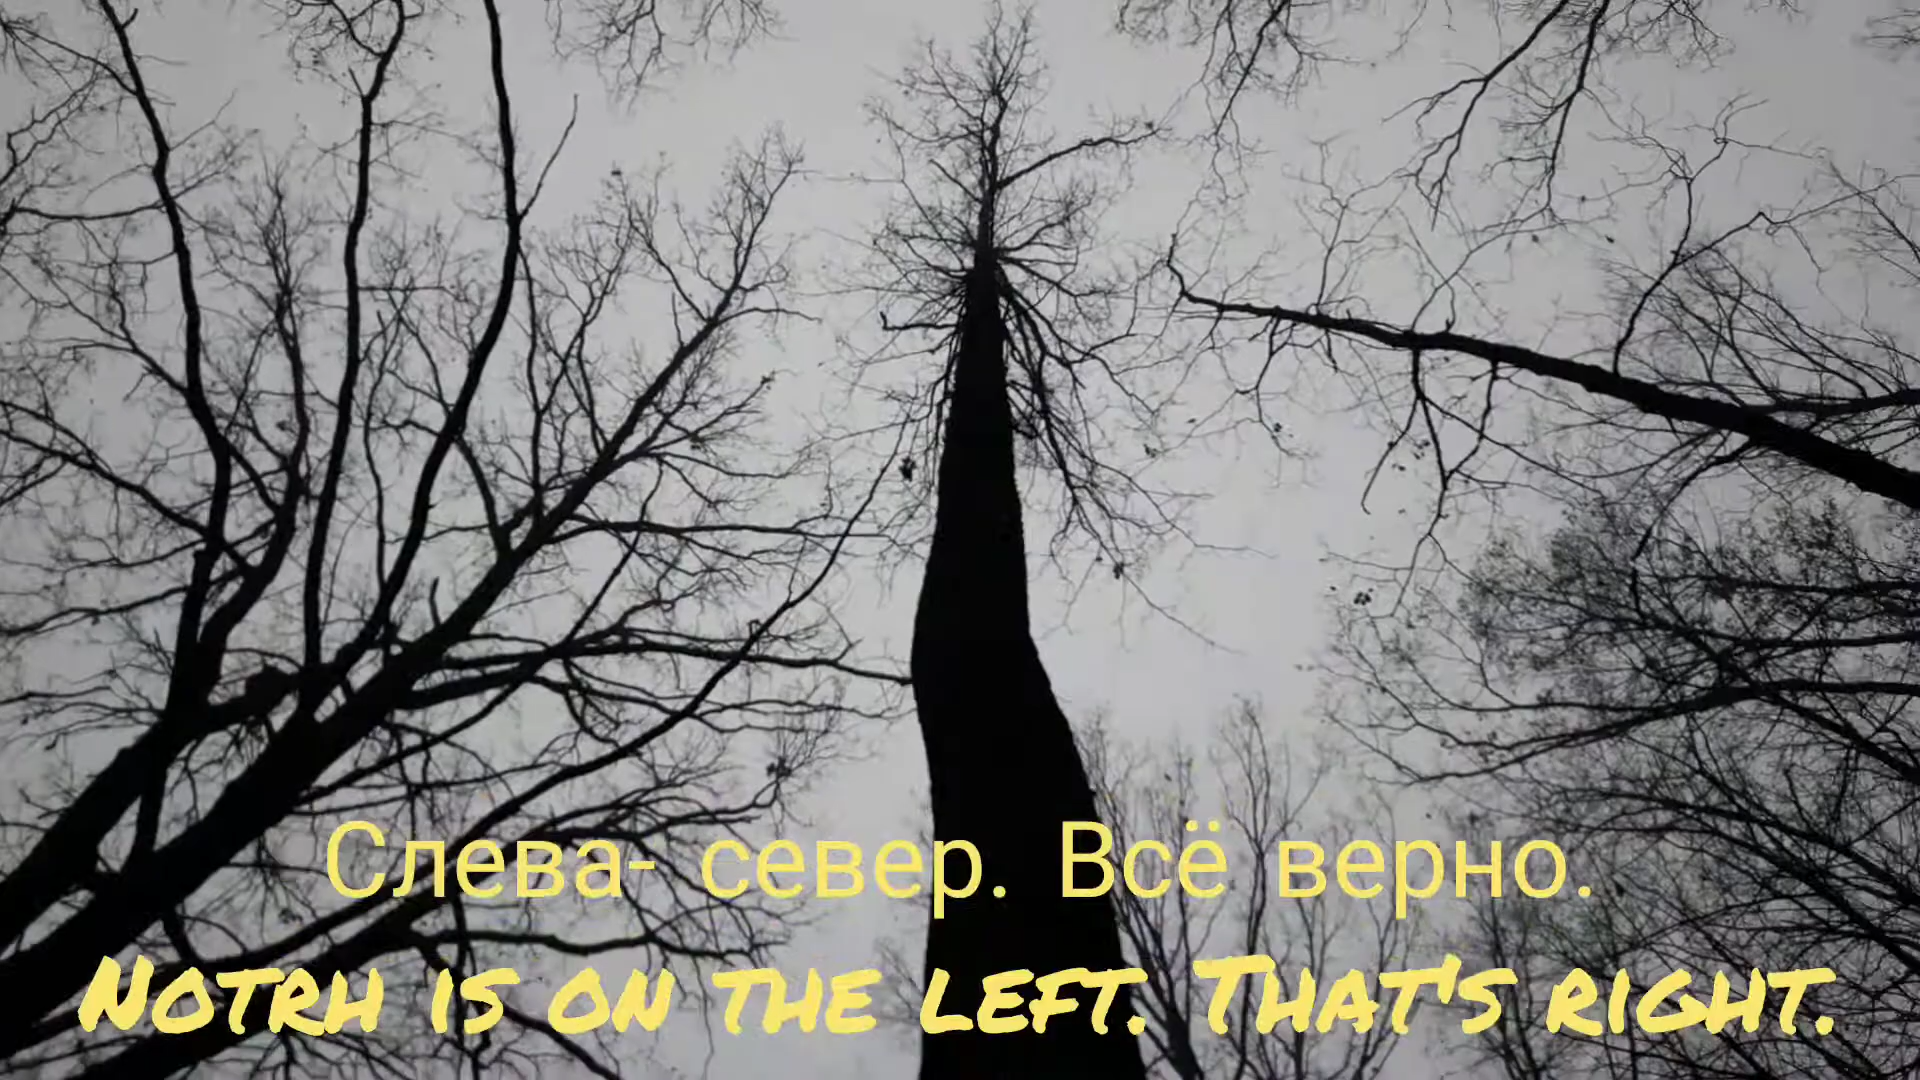 Слева- север. Всё верно.
Notrh is on the left. That's right.